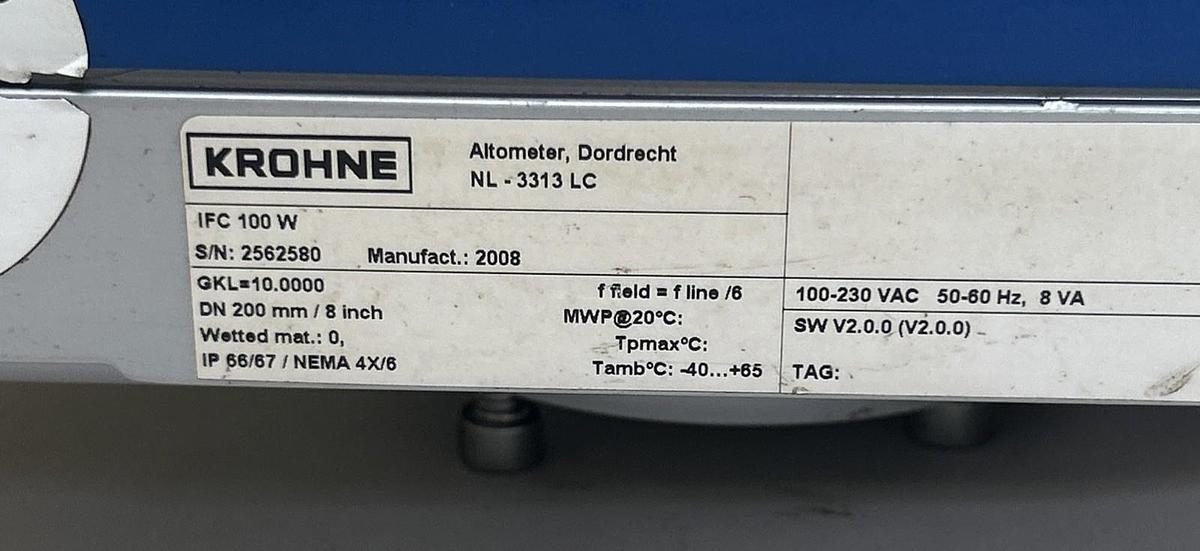 KROHNE
Altometer, Dordrecht
NL - 3313 LC
IFC 100 W
S/N: 2562580 Manufact.: 2008
GKL=10.0000
DN 200 mm / 8 inch
Wetted mat.: 0,
IP 66/67 / NEMA 4X/6
f field = f line /6
MWP@20°C:
Tpmax°C:
Tamb°C: -40...+65
100-230 VAC 50-60 Hz, 8 VA
SW V2.0.0 (V2.0.0)
TAG: